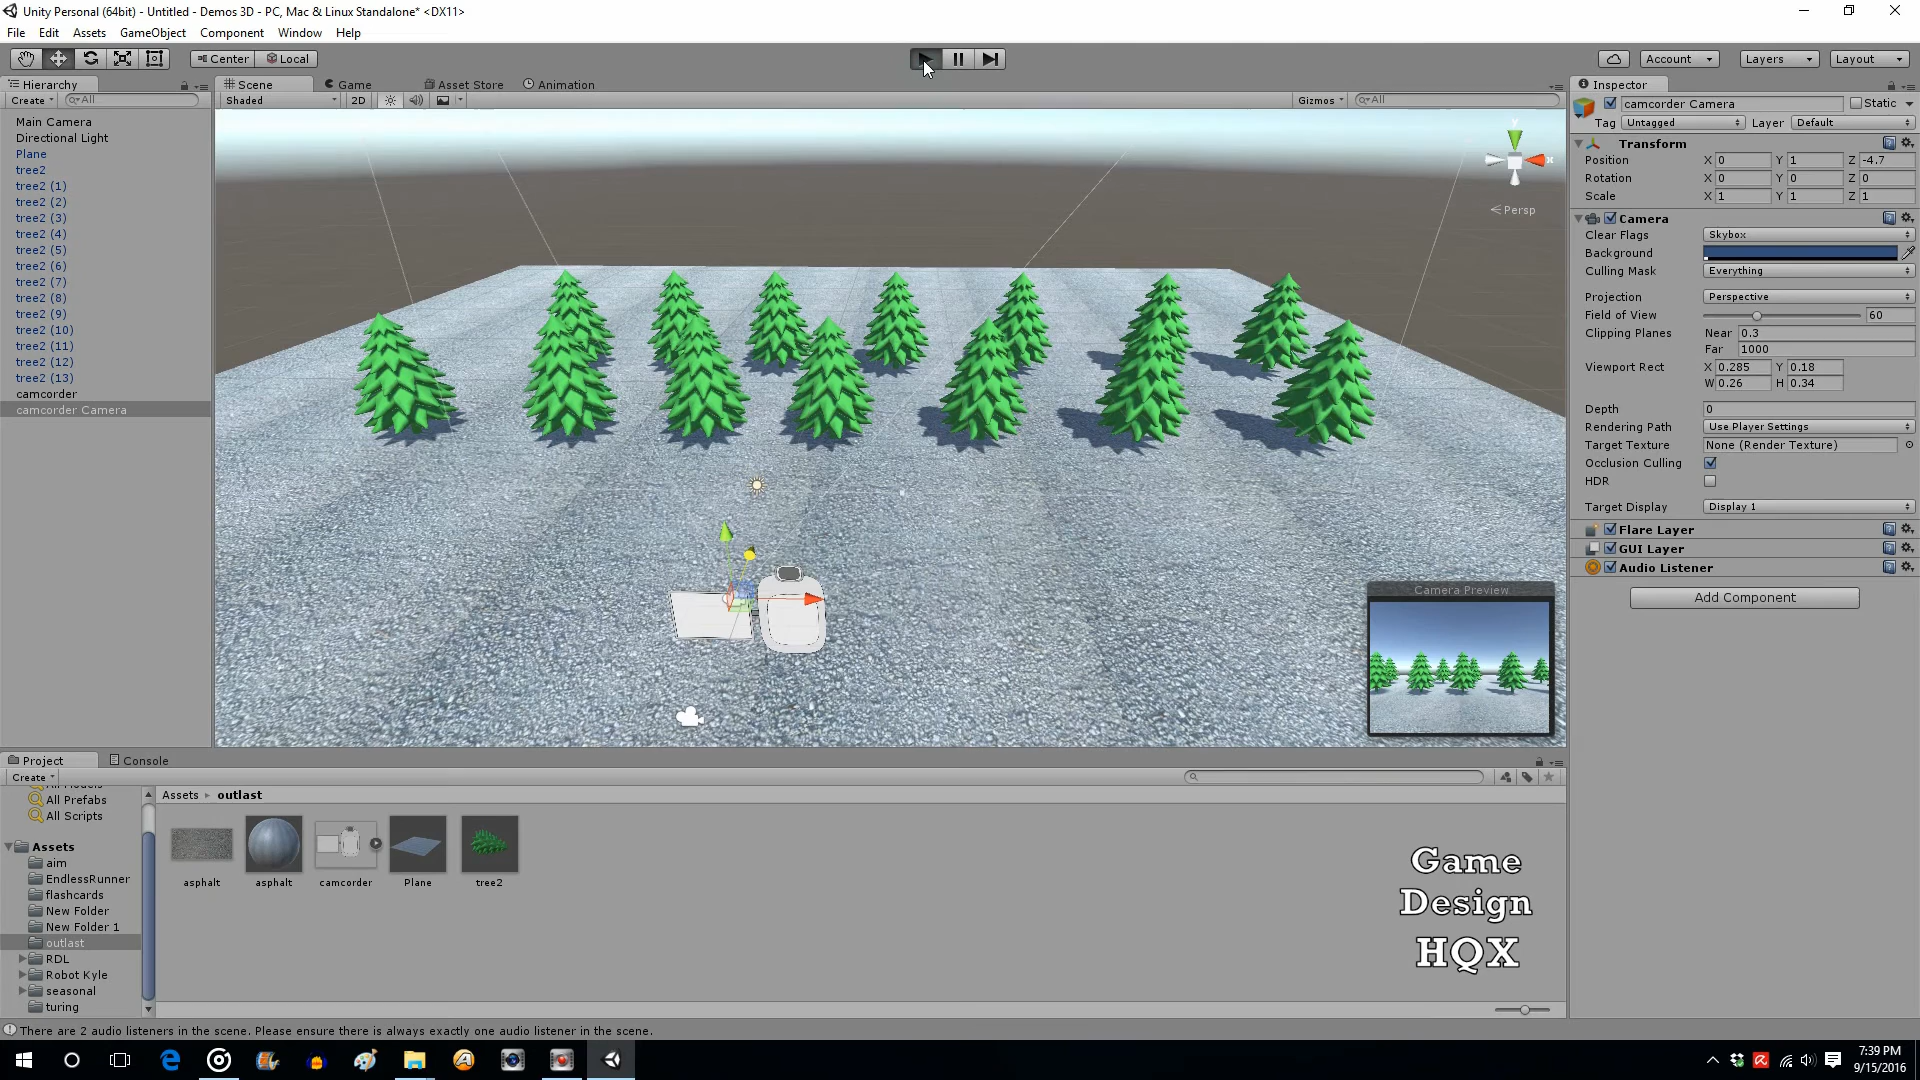 Unity Personal (64bit) - Untitled - Demos 3D - PC, Mac & Linux Standalone* <DX11>
File Edit Assets GameObject Component Window Help
Center Local
Account Layers Layout
Hierarchy
Create All
Main Camera
Directional Light
Plane
tree2
tree2 (1)
tree2 (2)
tree2 (3)
tree2 (4)
tree2 (5)
tree2 (6)
tree2 (7)
tree2 (8)
tree2 (9)
tree2 (10)
tree2 (11)
tree2 (12)
tree2 (13)
camcorder
camcorder Camera
Scene Game Asset Store Animation
Shaded 2D Gizmos All
y
x
Persp
Camera Preview
Inspector
camcorder Camera Static
Tag Untagged Layer Default
Transform
Position X 0 Y 1 Z -4.7
Rotation X 0 Y 0 Z 0
Scale X 1 Y 1 Z 1
Camera
Clear Flags Skybox
Background
Culling Mask Everything
Projection Perspective
Field of View 60
Clipping Planes Near 0.3
Far 1000
Viewport Rect X 0.285 Y 0.18
W 0.26 H 0.34
Depth 0
Rendering Path Use Player Settings
Target Texture None (Render Texture)
Occlusion Culling
HDR
Target Display Display 1
Flare Layer
GUI Layer
Audio Listener
Add Component
Project Console
Create
All Models
All Prefabs
All Scripts
Assets
aim
EndlessRunner
flashcards
New Folder
New Folder 1
outlast
RDL
Robot Kyle
seasonal
turing
Assets outlast
asphalt asphalt camcorder Plane tree2
Game
Design
HQX
There are 2 audio listeners in the scene. Please ensure there is always exactly one audio listener in the scene.
7:39 PM
9/15/2016